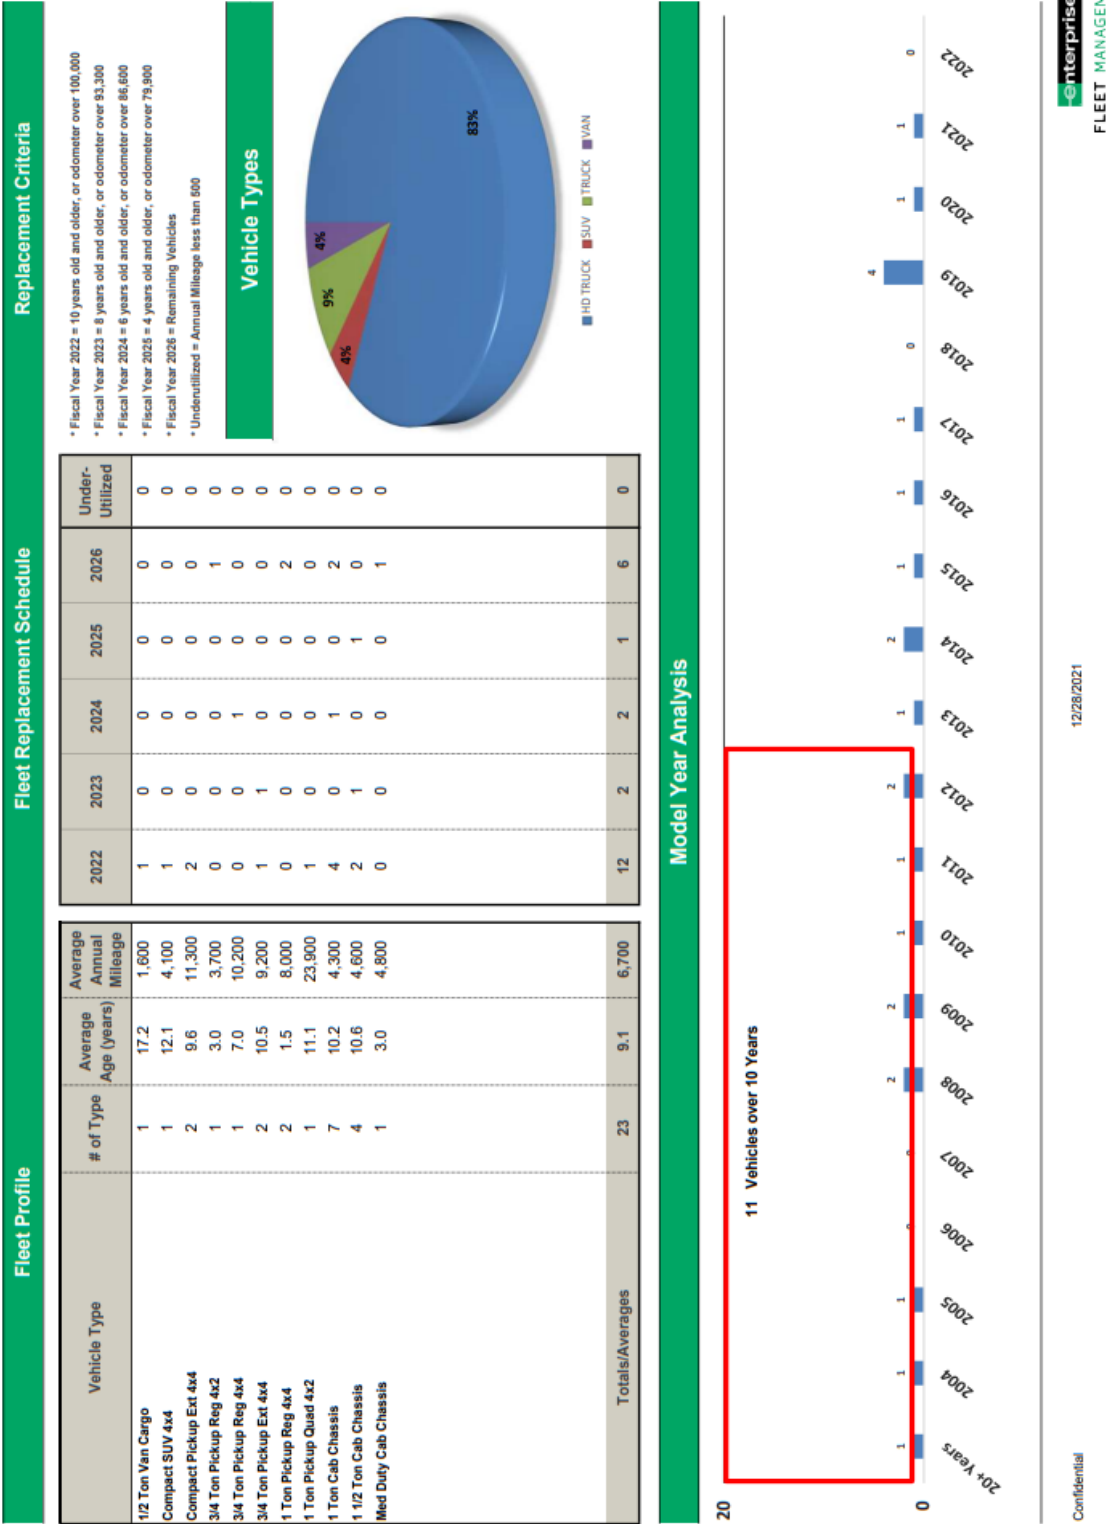 Fleet Profile
Fleet Replacement Schedule
Replacement Criteria
Vehicle Type # of Type Average Age (years) Average Annual Mileage 2022 2023 2024 2025 2026 Under-Utilized
1/2 Ton Van Cargo 1 17.2 1,600 1 0 0 0 0 0
Compact SUV 4x4 1 12.1 4,100 1 0 0 0 0 0
Compact Pickup Ext 4x4 2 9.6 11,300 2 0 0 0 0 0
3/4 Ton Pickup Reg 4x2 1 3.0 3,700 0 0 0 0 1 0
3/4 Ton Pickup Reg 4x4 1 7.0 10,200 0 0 1 0 0 0
3/4 Ton Pickup Ext 4x4 2 10.5 9,200 1 1 0 0 0 0
1 Ton Pickup Reg 4x4 2 1.5 8,000 0 0 0 0 2 0
1 Ton Pickup Quad 4x2 1 11.1 23,900 1 0 0 0 0 0
1 Ton Cab Chassis 7 10.2 4,300 4 0 1 0 2 0
1 1/2 Ton Cab Chassis 4 10.6 4,600 2 1 0 1 0 0
Med Duty Cab Chassis 1 3.0 4,800 0 0 0 0 1 0
Totals/Averages 23 9.1 6,700 12 2 2 1 6 0
* Fiscal Year 2022 = 10 years old and older, or odometer over 100,000
* Fiscal Year 2023 = 8 years old and older, or odometer over 93,300
* Fiscal Year 2024 = 6 years old and older, or odometer over 86,600
* Fiscal Year 2025 = 4 years old and older, or odometer over 79,900
* Fiscal Year 2026 = Remaining Vehicles
* Underutilized = Annual Mileage less than 500
Vehicle Types
4%
9%
4%
83%
HD TRUCK SUV TRUCK VAN
Model Year Analysis
20
11 Vehicles over 10 Years
1 1 1 2 2 1 1 2 1 2 1 1 1 0 4 1 1 0
0
20+ Years 2004 2005 2006 2007 2008 2009 2010 2011 2012 2013 2014 2015 2016 2017 2018 2019 2020 2021 2022
Confidential
12/28/2021
enterprise
FLEET